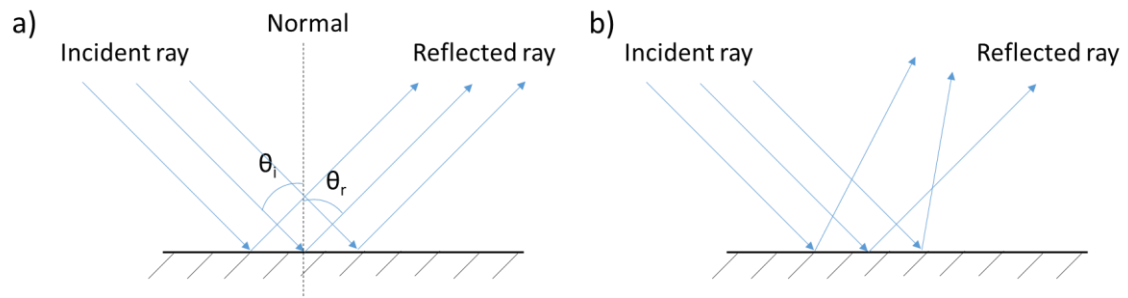 a)
Normal
Incident ray
Reflected ray
θi
θr
b)
Incident ray
Reflected ray